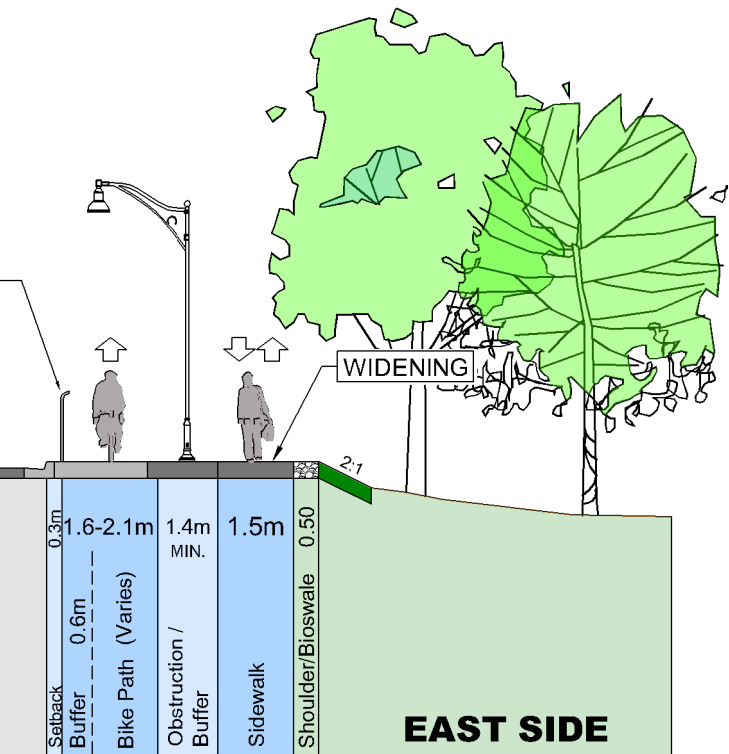 WIDENING
2:1
0.3m
Setback
1.6-2.1m
0.6m
Buffer
Bike Path (Varies)
1.4m
MIN.
Obstruction /
Buffer
1.5m
Sidewalk
0.50
Shoulder/Bioswale
EAST SIDE